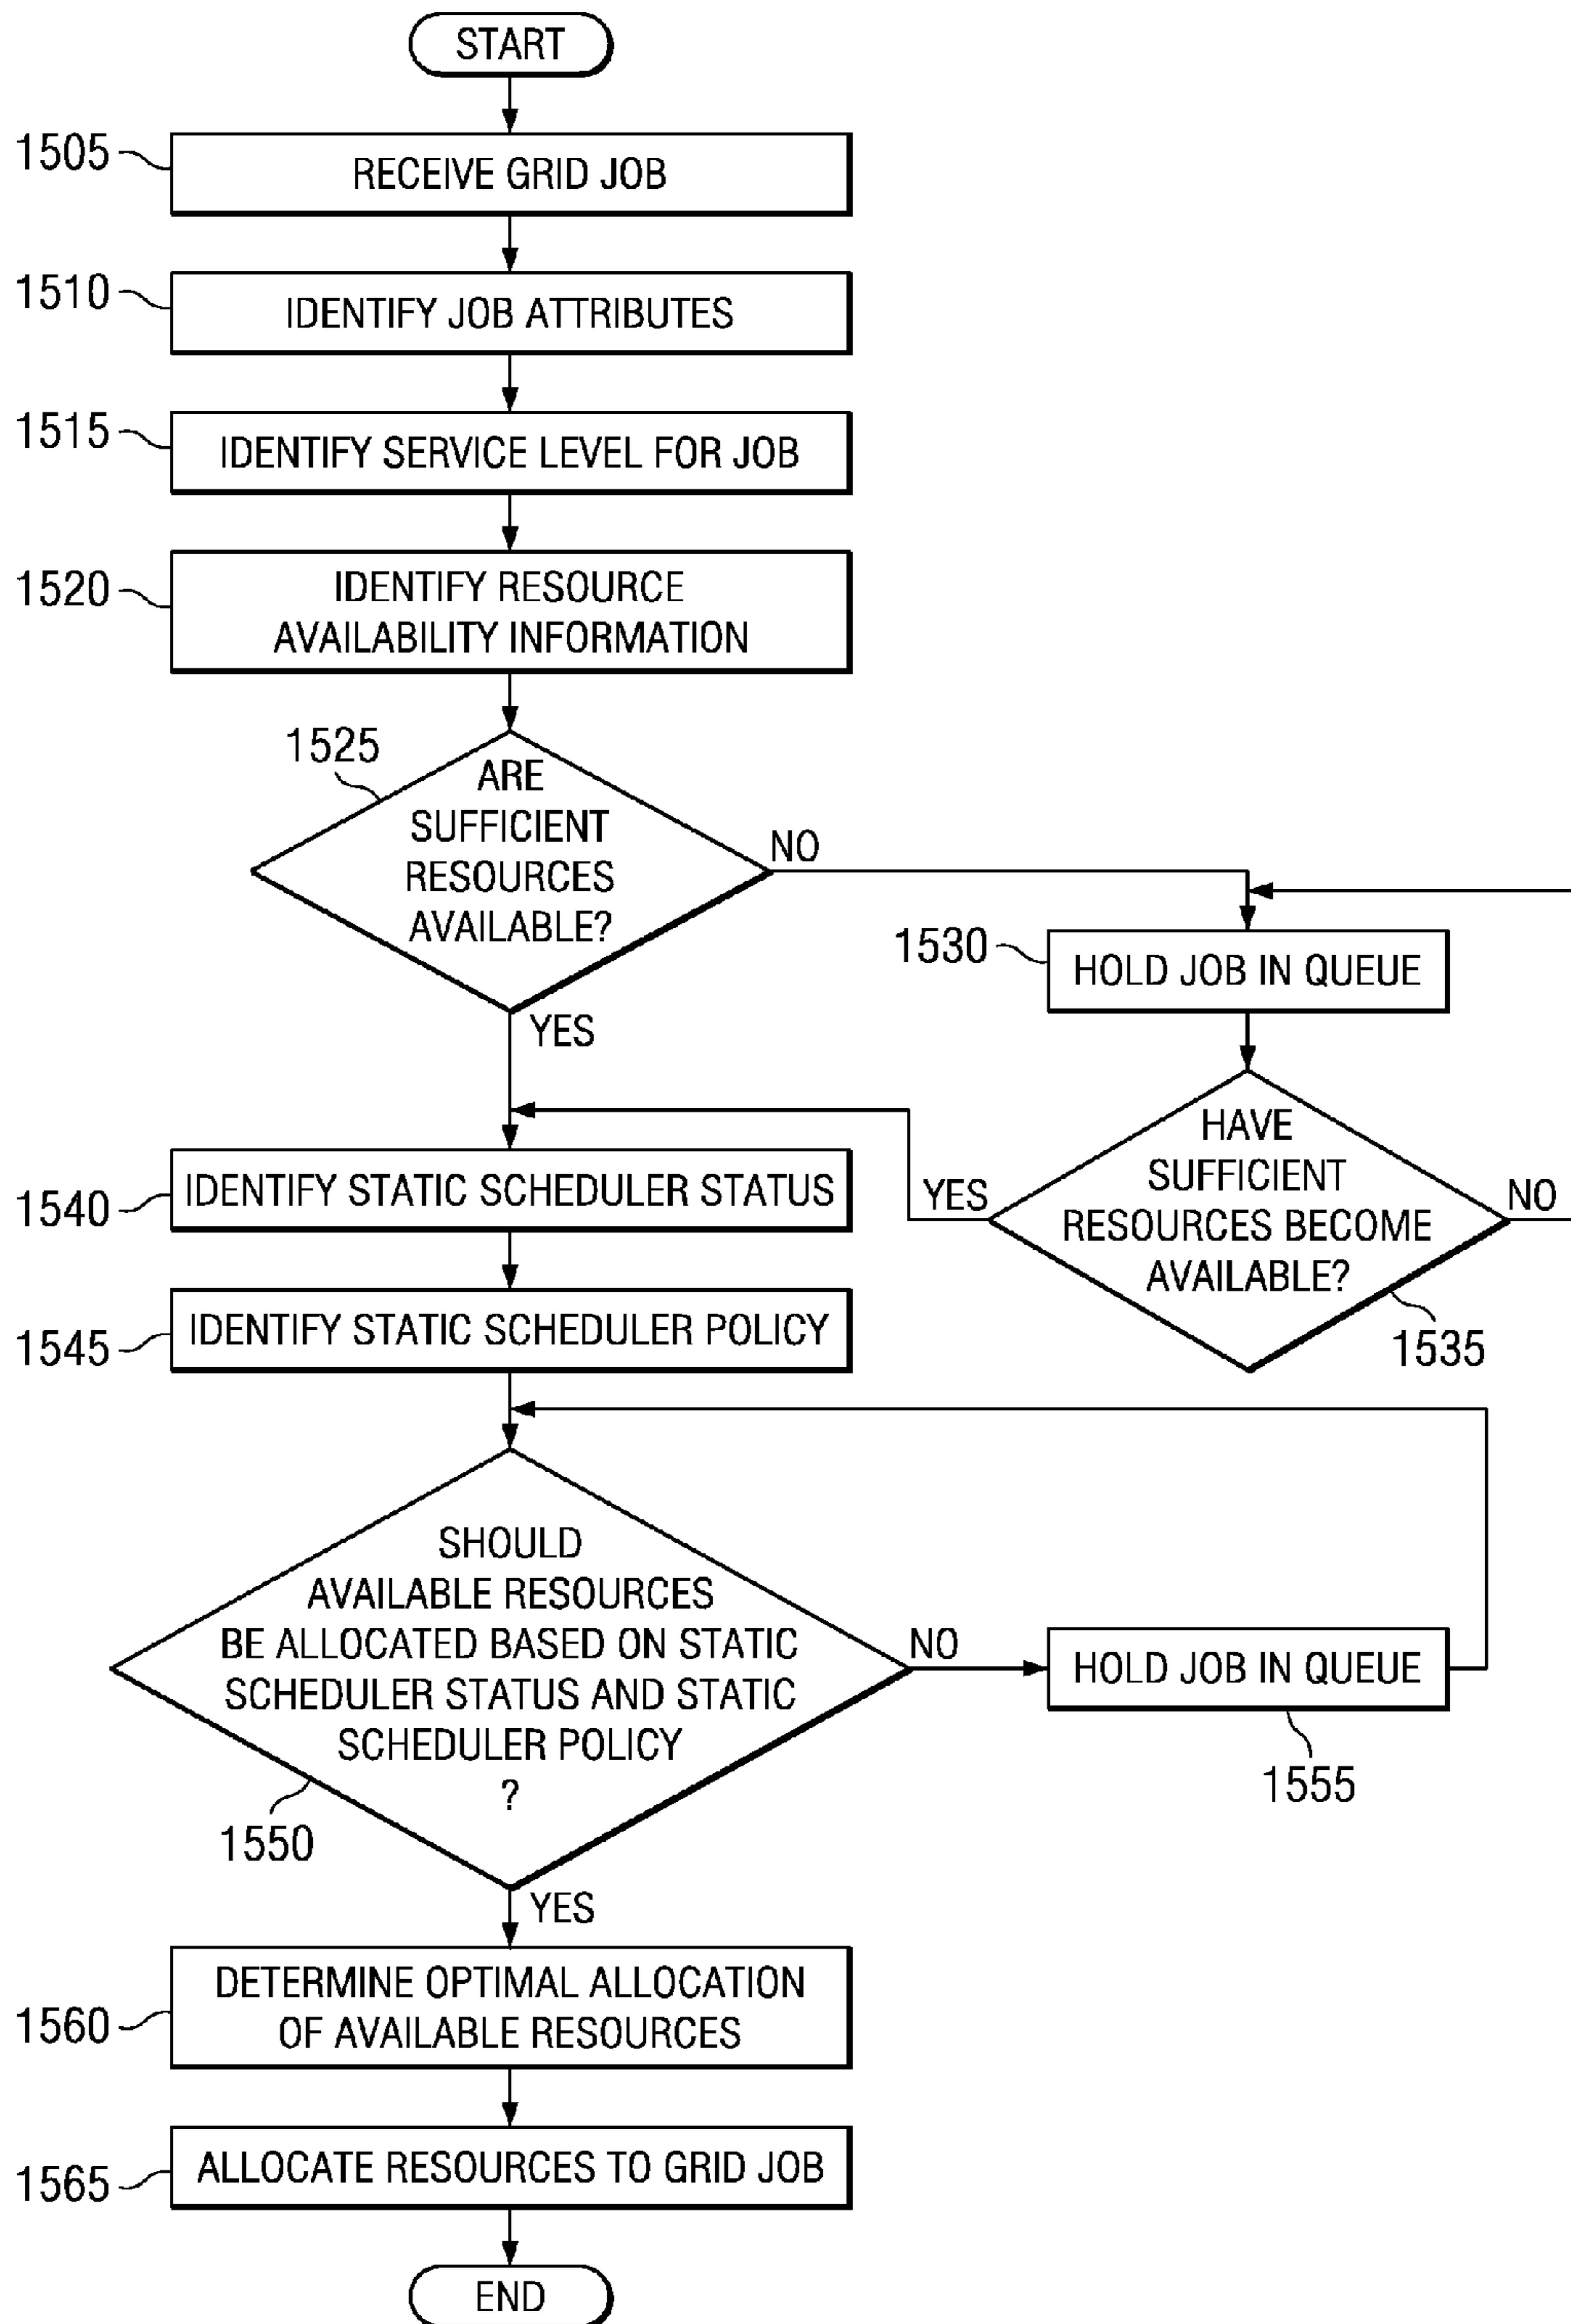 START
1505
RECEIVE GRID JOB
1510
IDENTIFY JOB ATTRIBUTES
1515
IDENTIFY SERVICE LEVEL FOR JOB
1520
IDENTIFY RESOURCE
AVAILABILITY INFORMATION
1525
ARE
SUFFICIENT
RESOURCES
AVAILABLE?
NO
YES
1530
HOLD JOB IN QUEUE
HAVE
SUFFICIENT
RESOURCES BECOME
AVAILABLE?
YES
NO
1535
1540
IDENTIFY STATIC SCHEDULER STATUS
1545
IDENTIFY STATIC SCHEDULER POLICY
SHOULD
AVAILABLE RESOURCES
BE ALLOCATED BASED ON STATIC
SCHEDULER STATUS AND STATIC
SCHEDULER POLICY
?
1550
NO
HOLD JOB IN QUEUE
1555
YES
1560
DETERMINE OPTIMAL ALLOCATION
OF AVAILABLE RESOURCES
1565
ALLOCATE RESOURCES TO GRID JOB
END